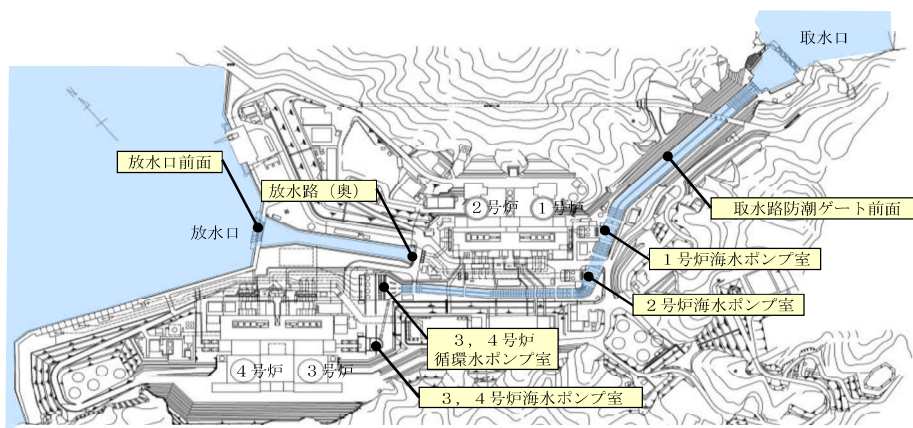 取水口
放水口前面
放水路（奥）
２号炉
１号炉
取水路防潮ゲート前面
放水口
１号炉海水ポンプ室
２号炉海水ポンプ室
３，４号炉
循環水ポンプ室
４号炉
３号炉
３，４号炉海水ポンプ室